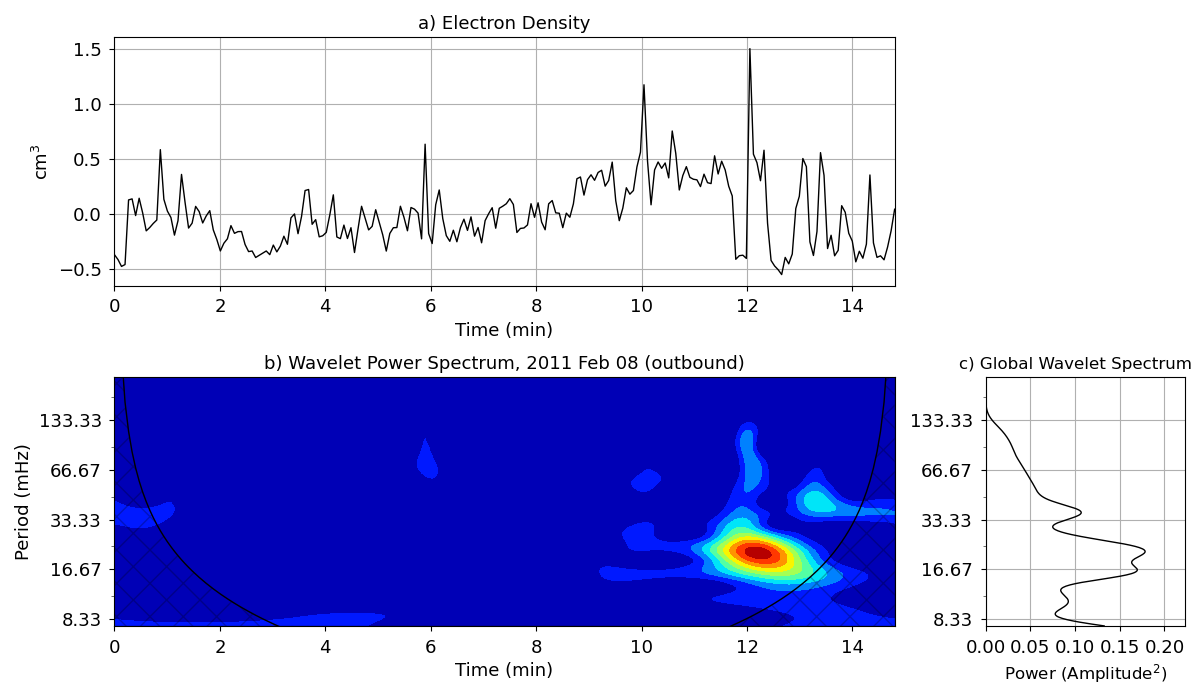 a) Electron Density
cm³
1.5
1.0
0.5
0.0
−0.5
0 2 4 6 8 10 12 14
Time (min)
b) Wavelet Power Spectrum, 2011 Feb 08 (outbound)
Period (mHz)
133.33
66.67
33.33
16.67
8.33
0 2 4 6 8 10 12 14
Time (min)
c) Global Wavelet Spectrum
133.33
66.67
33.33
16.67
8.33
0.00 0.05 0.10 0.15 0.20
Power (Amplitude²)